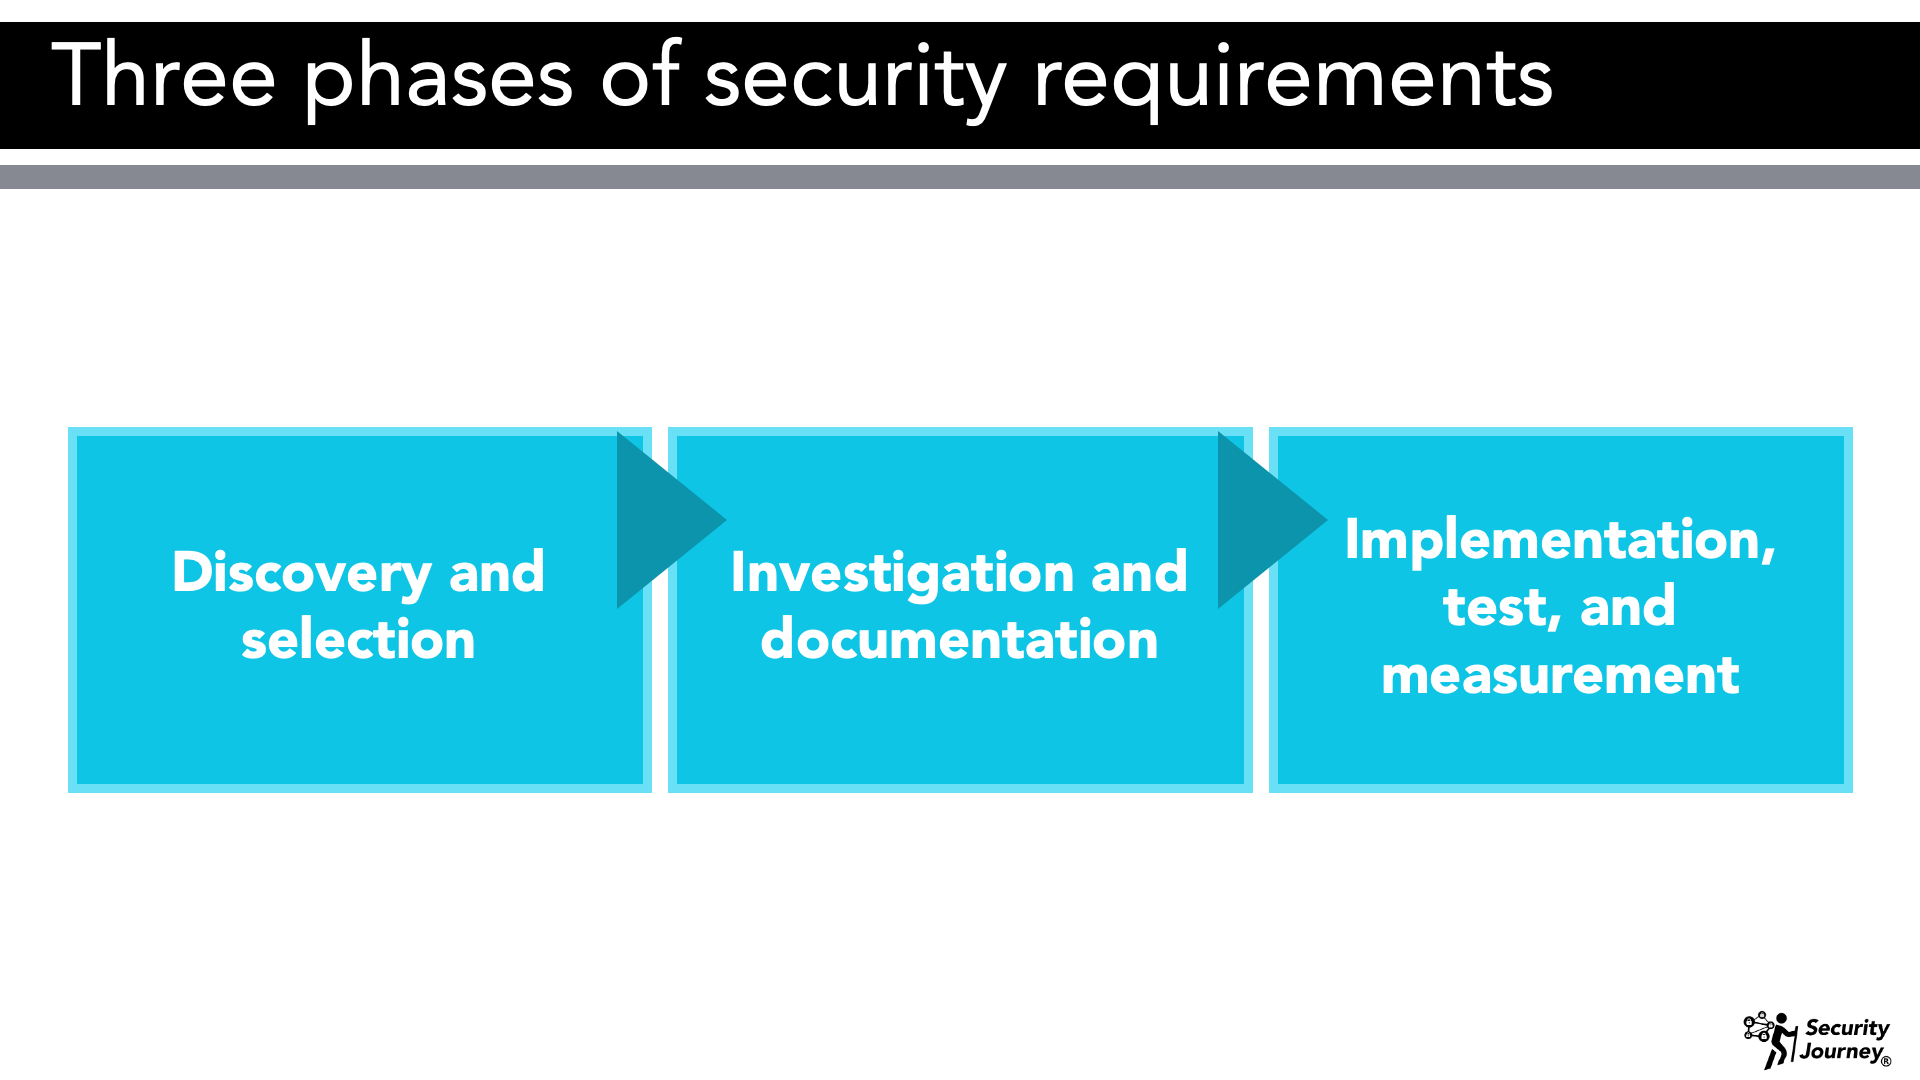 Three phases of security requirements
Discovery and
selection
Investigation and
documentation
Implementation,
test, and
measurement
Security
Journey®